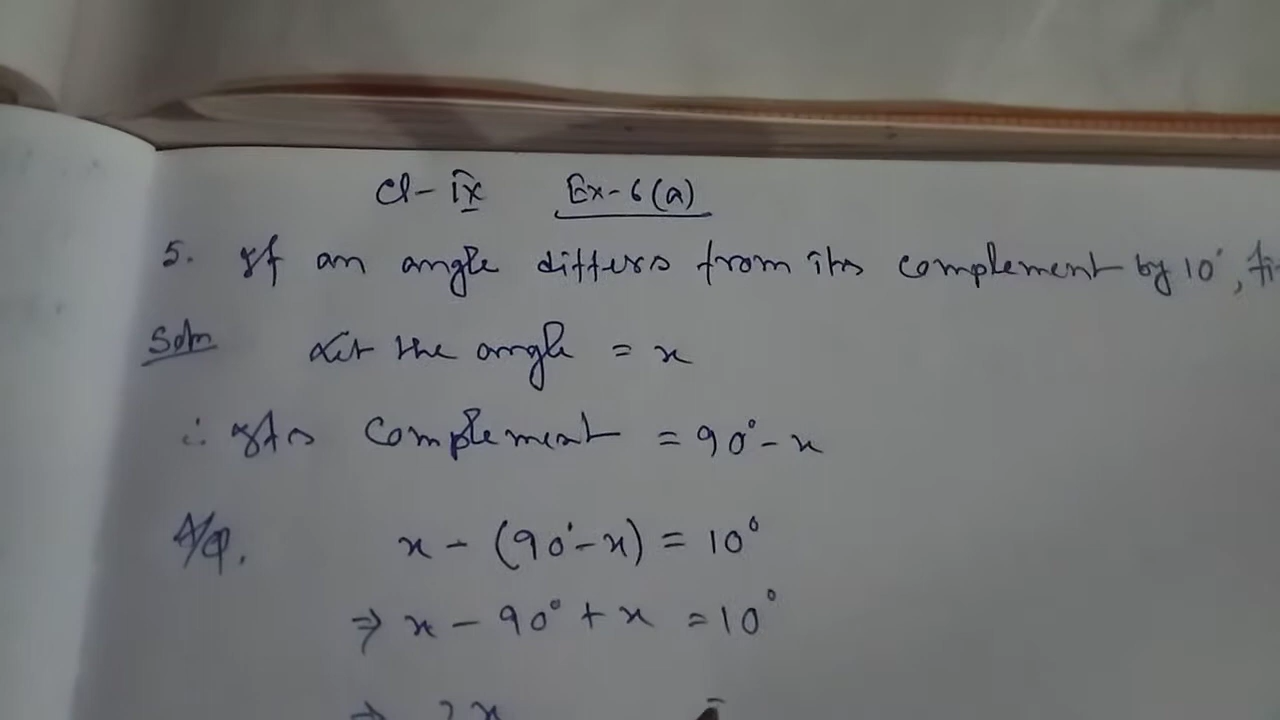 Cl-IX Ex-6(a)
5. If an angle differs from its complement by 10°, fi
Soln Let the angle = x
∴ Its complement = 90° - x
A/Q. x - (90° - x) = 10°
⇒ x - 90° + x = 10°
⇒ 2x =